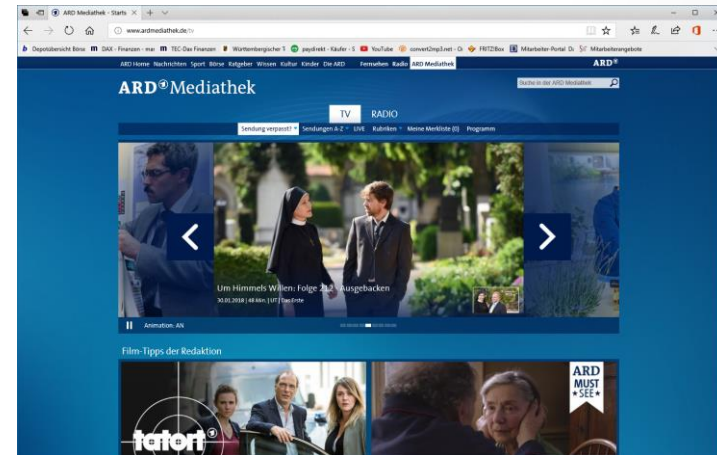 ARD Mediathek - Starts
www.ardmediathek.de/tv
Depotübersicht Börse DAX - Finanzen - mar TEC-Dax Finanzen Württembergischer T paydirekt - Käufer - S YouTube convert2mp3.net - O FRITZ!Box Mitarbeiter-Portal D Mitarbeiterangebote
ARD Home Nachrichten Sport Börse Ratgeber Wissen Kultur Kinder Die ARD Fernsehen Radio ARD Mediathek ARD
ARD Mediathek
Suche in der ARD Mediathek
TV RADIO
Sendung verpasst? Sendungen A-Z LIVE Rubriken Meine Merkliste (0) Programm
Um Himmels Willen: Folge 212 - Ausgebacken
30.01.2018 | 48 Min. | UT | Das Erste
Animation: AN
Film-Tipps der Redaktion
tatort
ARD
MUST
SEE